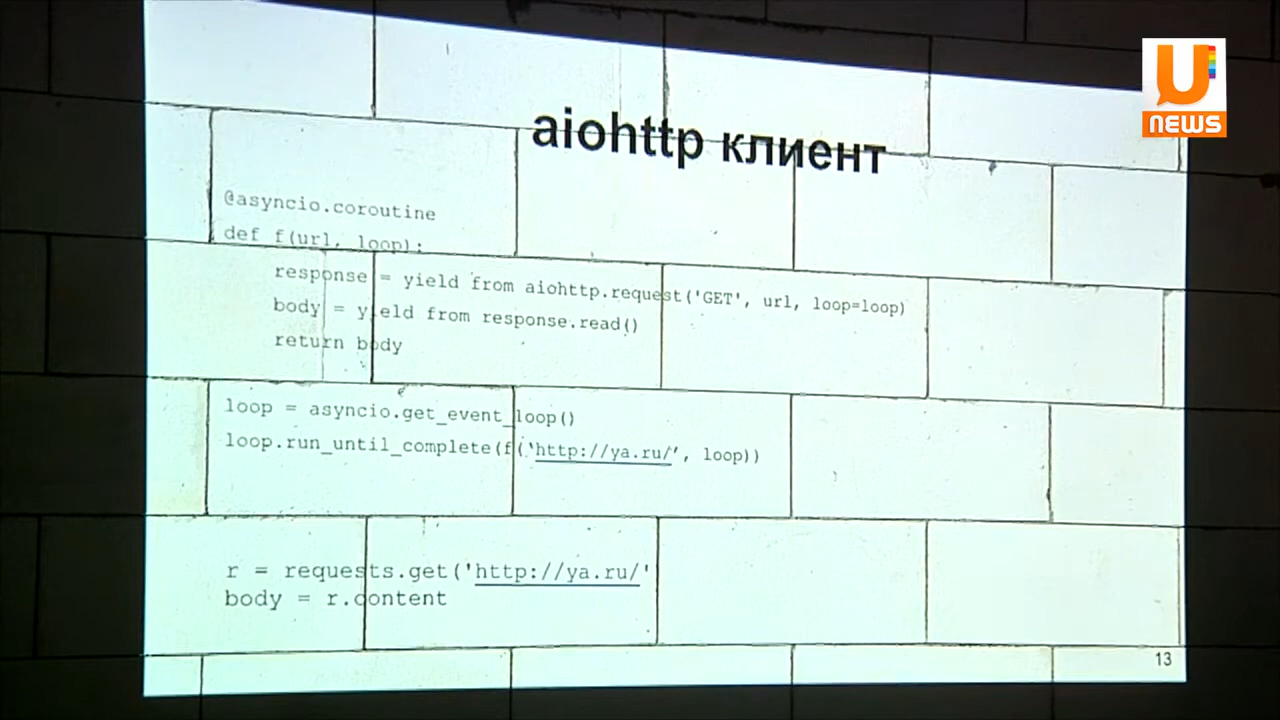 U
NEWS
aiohttp клиент
@asyncio.coroutine
def f(url, loop):
response = yield from aiohttp.request('GET', url, loop=loop)
body = yield from response.read()
return body
loop = asyncio.get_event_loop()
loop.run_until_complete(f('http://ya.ru/', loop))
r = requests.get('http://ya.ru/'
body = r.content
13